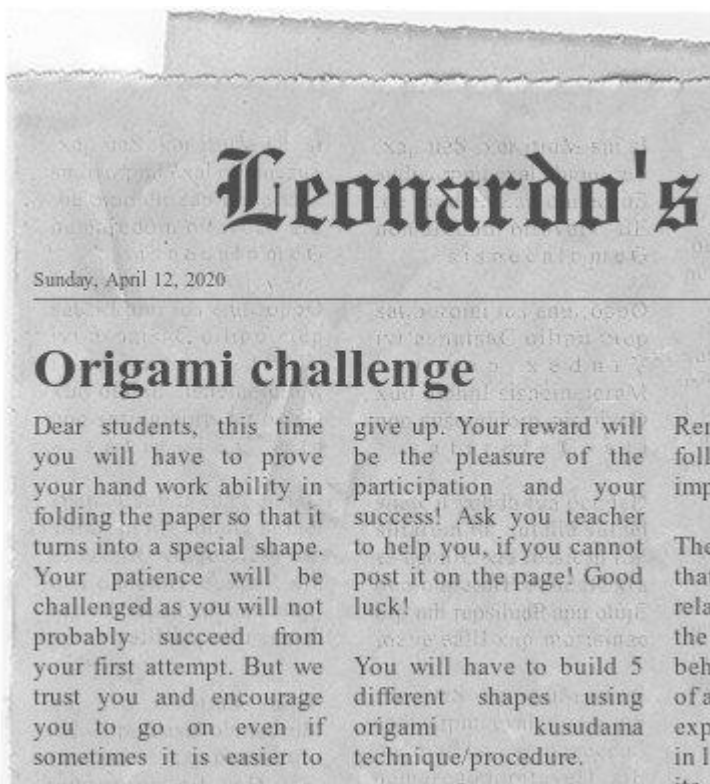 Leonardo's
Sunday, April 12, 2020
Origami challenge
Dear students, this time
you will have to prove
your hand work ability in
folding the paper so that it
turns into a special shape.
Your patience will be
challenged as you will not
probably succeed from
your first attempt. But we
trust you and encourage
you to go on even if
sometimes it is easier to
give up. Your reward will
be the pleasure of the
participation and your
success! Ask you teacher
to help you, if you cannot
post it on the page! Good
luck!
You will have to build 5
different shapes using
origami kusudama
technique/procedure.
the
in